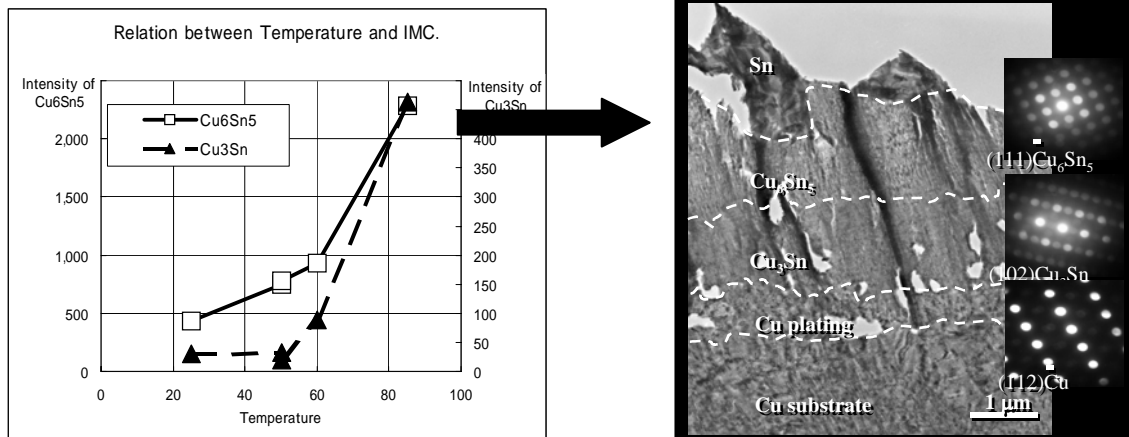 Relation between Temperature and IMC.
Intensity of
Cu6Sn5
Intensity of
Cu3Sn
Cu6Sn5
Cu3Sn
2,000
1,500
1,000
500
0
400
350
300
250
200
150
100
50
0
0
20
40
60
80
100
Temperature
Sn
Cu6Sn5
Cu3Sn
Cu plating
Cu substrate
1 μm
(111)Cu6Sn5
(102)Cu3Sn
(112)Cu